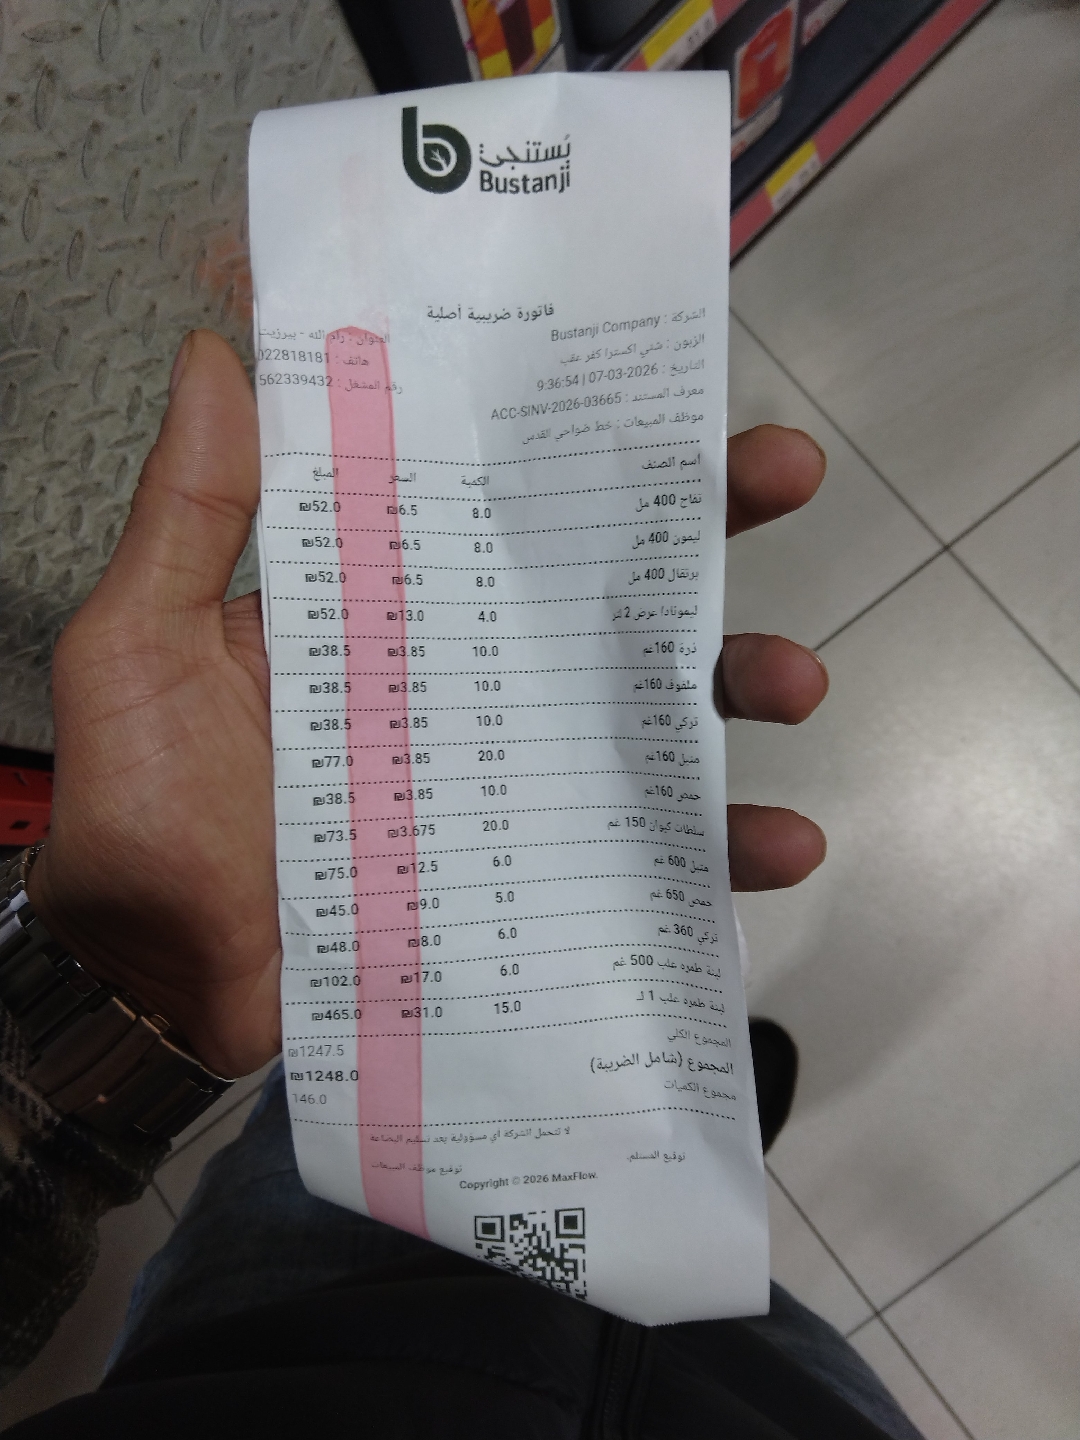 بُستنجي
Bustanji
فاتورة ضريبية أصلية
الشركة : Bustanji Company
العنوان : رام الله - بيرزيت
الزبون : شني اكسترا كفر عقب
هاتف : 022818181
التاريخ : 07-03-2026 | 9:36:54
رقم المشغل : 562339432
معرف المستند : ACC-SINV-2026-03665
موظف المبيعات : خط ضواحي القدس
اسم الصنف الكمية السعر المبلغ
تفاح 400 مل 8.0 ₪6.5 ₪52.0
ليمون 400 مل 8.0 ₪6.5 ₪52.0
برتقال 400 مل 8.0 ₪6.5 ₪52.0
ليمونادا عرض 2 لتر 4.0 ₪13.0 ₪52.0
ذرة 160غم 10.0 ₪3.85 ₪38.5
ملفوف 160غم 10.0 ₪3.85 ₪38.5
تركي 160غم 10.0 ₪3.85 ₪38.5
متبل 160غم 20.0 ₪3.85 ₪77.0
حمص 160غم 10.0 ₪3.85 ₪38.5
سلطات كيوان 150 غم 20.0 ₪3.675 ₪73.5
متبل 600 غم 6.0 ₪12.5 ₪75.0
حمص 650 غم 5.0 ₪9.0 ₪45.0
تركي 360 غم 6.0 ₪8.0 ₪48.0
لبنة طمره علب 500 غم 6.0 ₪17.0 ₪102.0
لبنة طمره علب 1 لـ 15.0 ₪31.0 ₪465.0
المجموع الكلي ₪1247.5
المجموع (شامل الضريبة) ₪1248.0
مجموع الكميات 146.0
لا تتحمل الشركة أي مسؤولية بعد تسليم البضاعة
توقيع المستلم. توقيع موظف المبيعات
Copyright © 2026 MaxFlow.